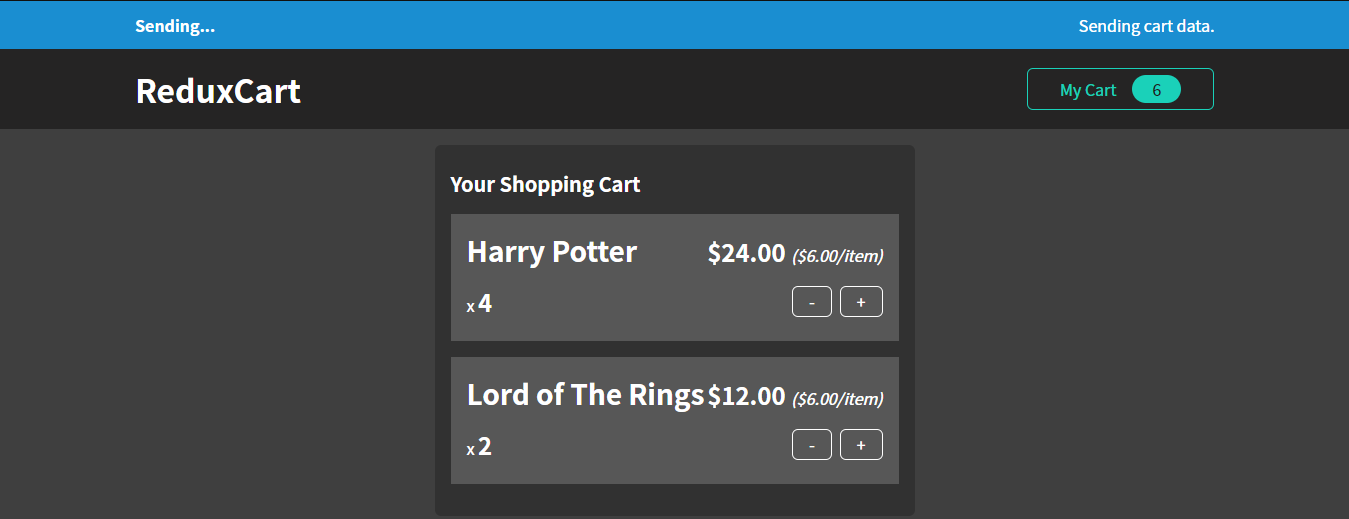 Sending... Sending cart data.
ReduxCart My Cart 6
Your Shopping Cart
Harry Potter $24.00 ($6.00/item)
x 4 - +
Lord of The Rings $12.00 ($6.00/item)
x 2 - +